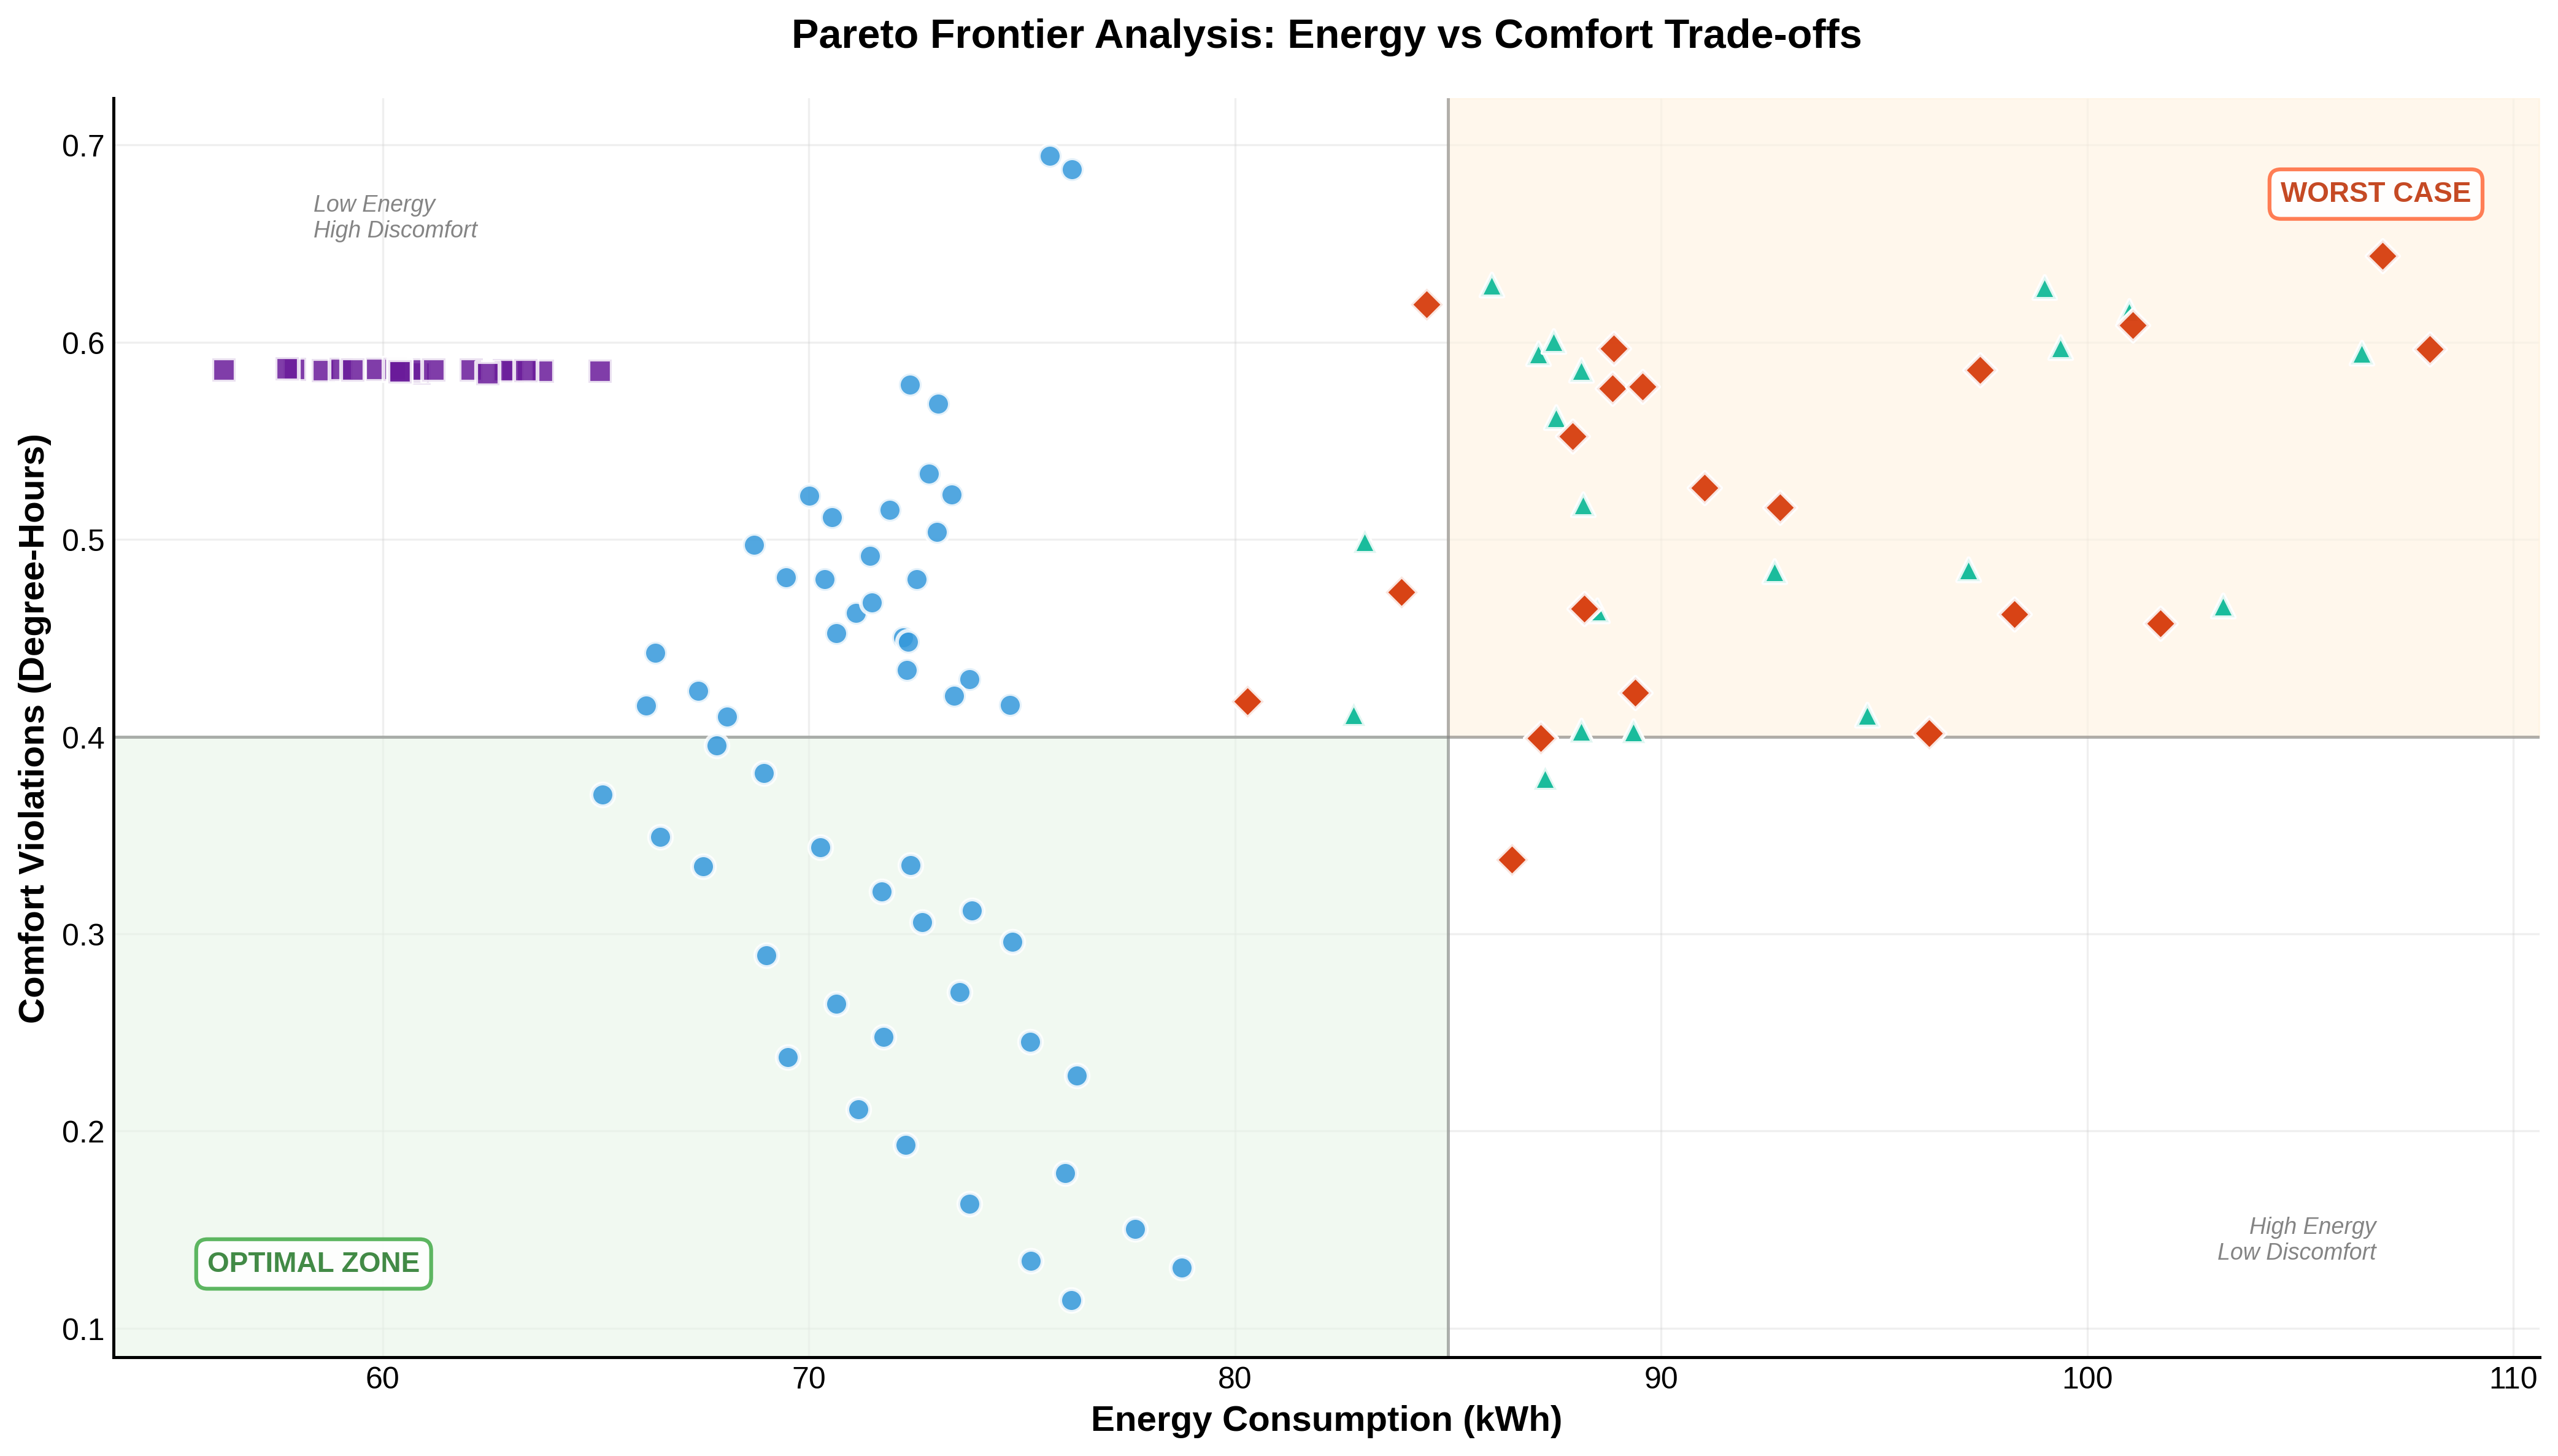 Pareto Frontier Analysis: Energy vs Comfort Trade-offs
0.7
Low Energy
High Discomfort
WORST CASE
0.6
0.5
0.4
0.3
0.2
0.1
Comfort Violations (Degree-Hours)
High Energy
Low Discomfort
OPTIMAL ZONE
60
70
80
90
100
110
Energy Consumption (kWh)